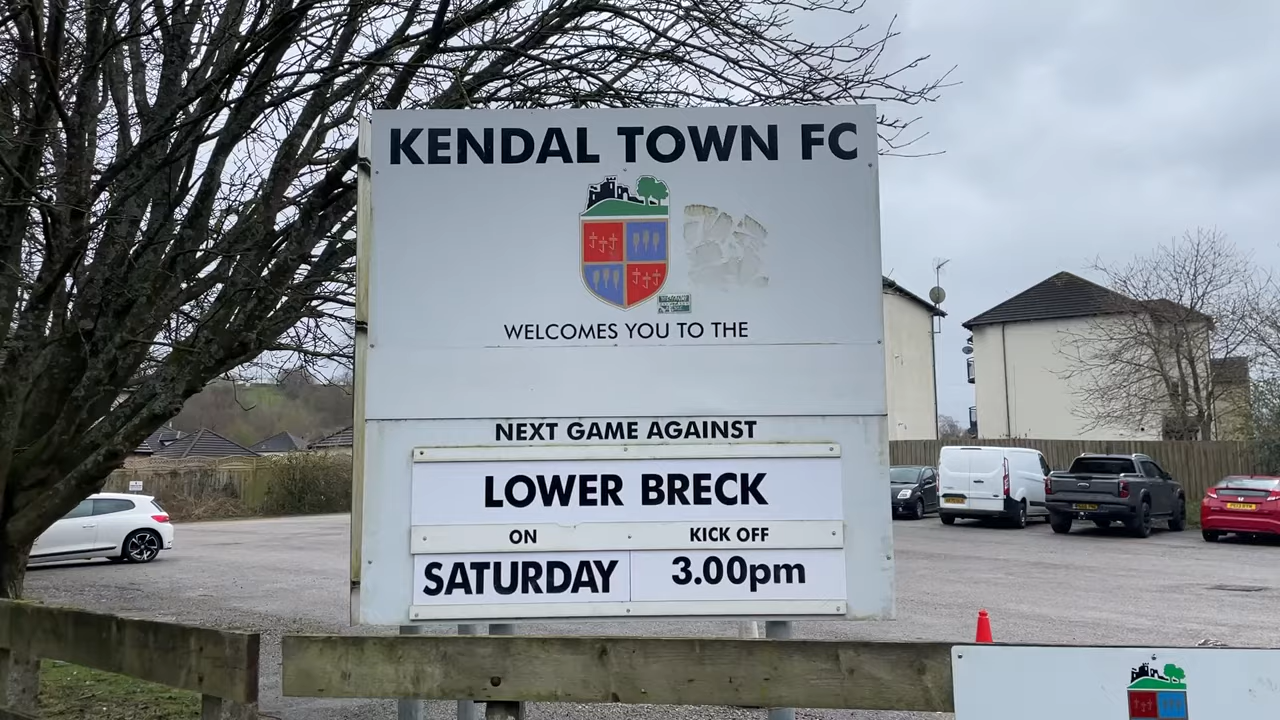 KENDAL TOWN FC
WELCOMES YOU TO THE
NEXT GAME AGAINST
LOWER BRECK
ON
KICK OFF
SATURDAY
3.00pm